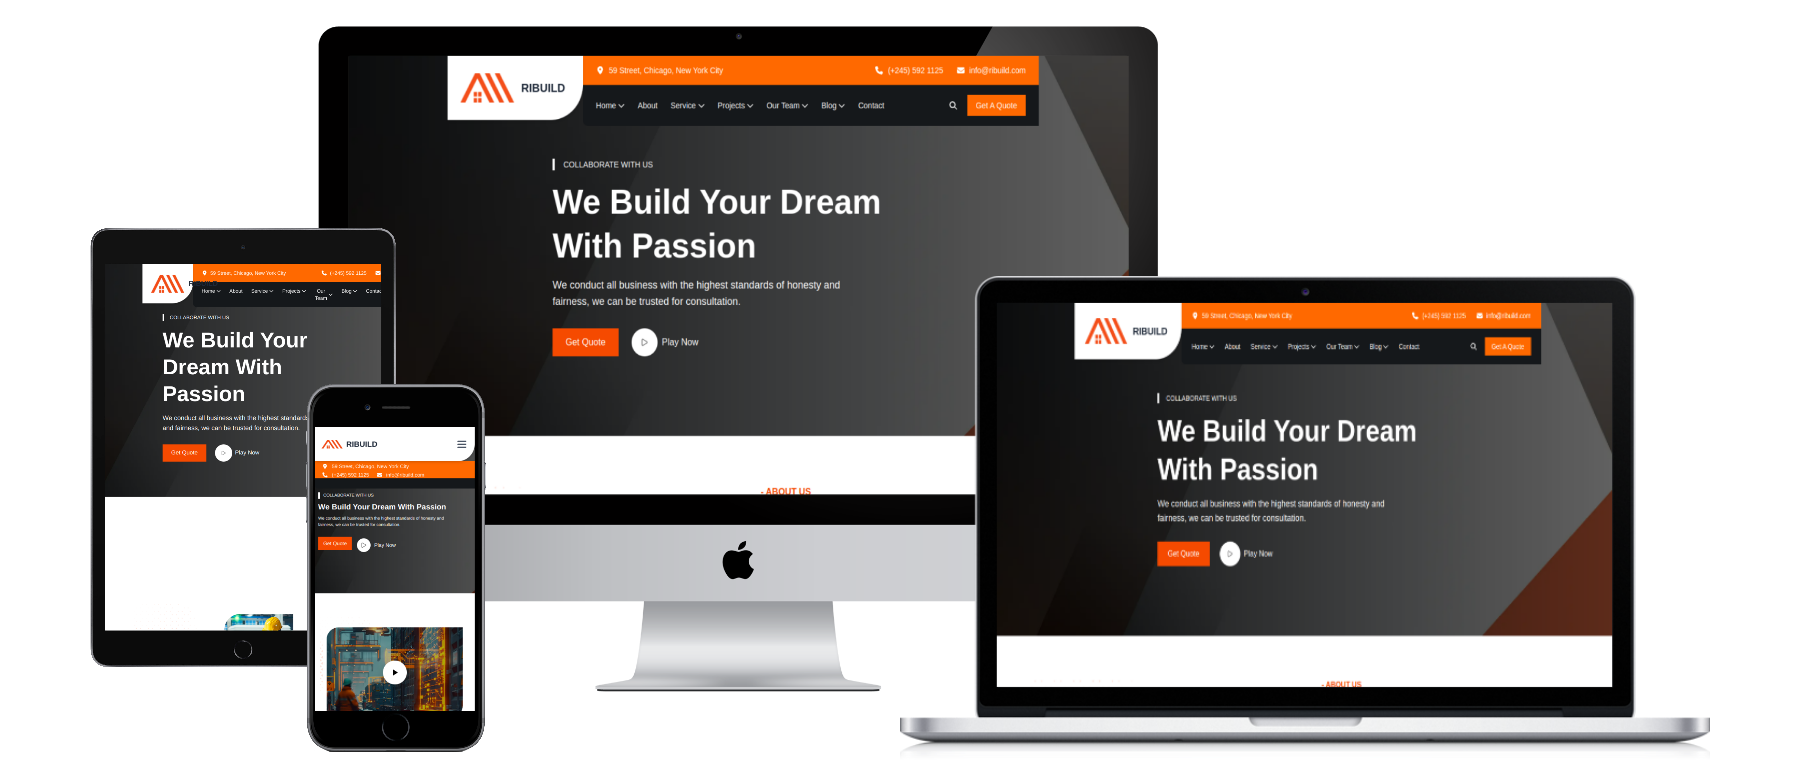 RIBUILD
59 Street, Chicago, New York City
(+245) 592 1125
info@ribuild.com
Home
About
Service
Projects
Our Team
Blog
Contact
Get A Quote
COLLABORATE WITH US
We Build Your Dream
With Passion
We conduct all business with the highest standards of honesty and
fairness, we can be trusted for consultation.
Get Quote
Play Now
- ABOUT US
59 Street, Chicago, New York City
(+245) 592 1125
Home
About
Service
Projects
Our
Team
Blog
COLLABORATE WITH US
We Build Your
Dream With
Passion
We conduct all business with the highest standards
and fairness, we can be trusted for consultation.
Get Quote
Play Now
RIBUILD
59 Street, Chicago, New York City
(+245) 592 1125
info@ribuild.com
COLLABORATE WITH US
We Build Your Dream With Passion
We conduct all business with the highest standards of honesty and
fairness, we can be trusted for consultation.
Get Quote
Play Now
RIBUILD
59 Street, Chicago, New York City
(+245) 592 1125
info@ribuild.com
Home
About
Service
Projects
Our Team
Blog
Contact
Get A Quote
COLLABORATE WITH US
We Build Your Dream
With Passion
We conduct all business with the highest standards of honesty and
fairness, we can be trusted for consultation.
Get Quote
Play Now
- ABOUT US